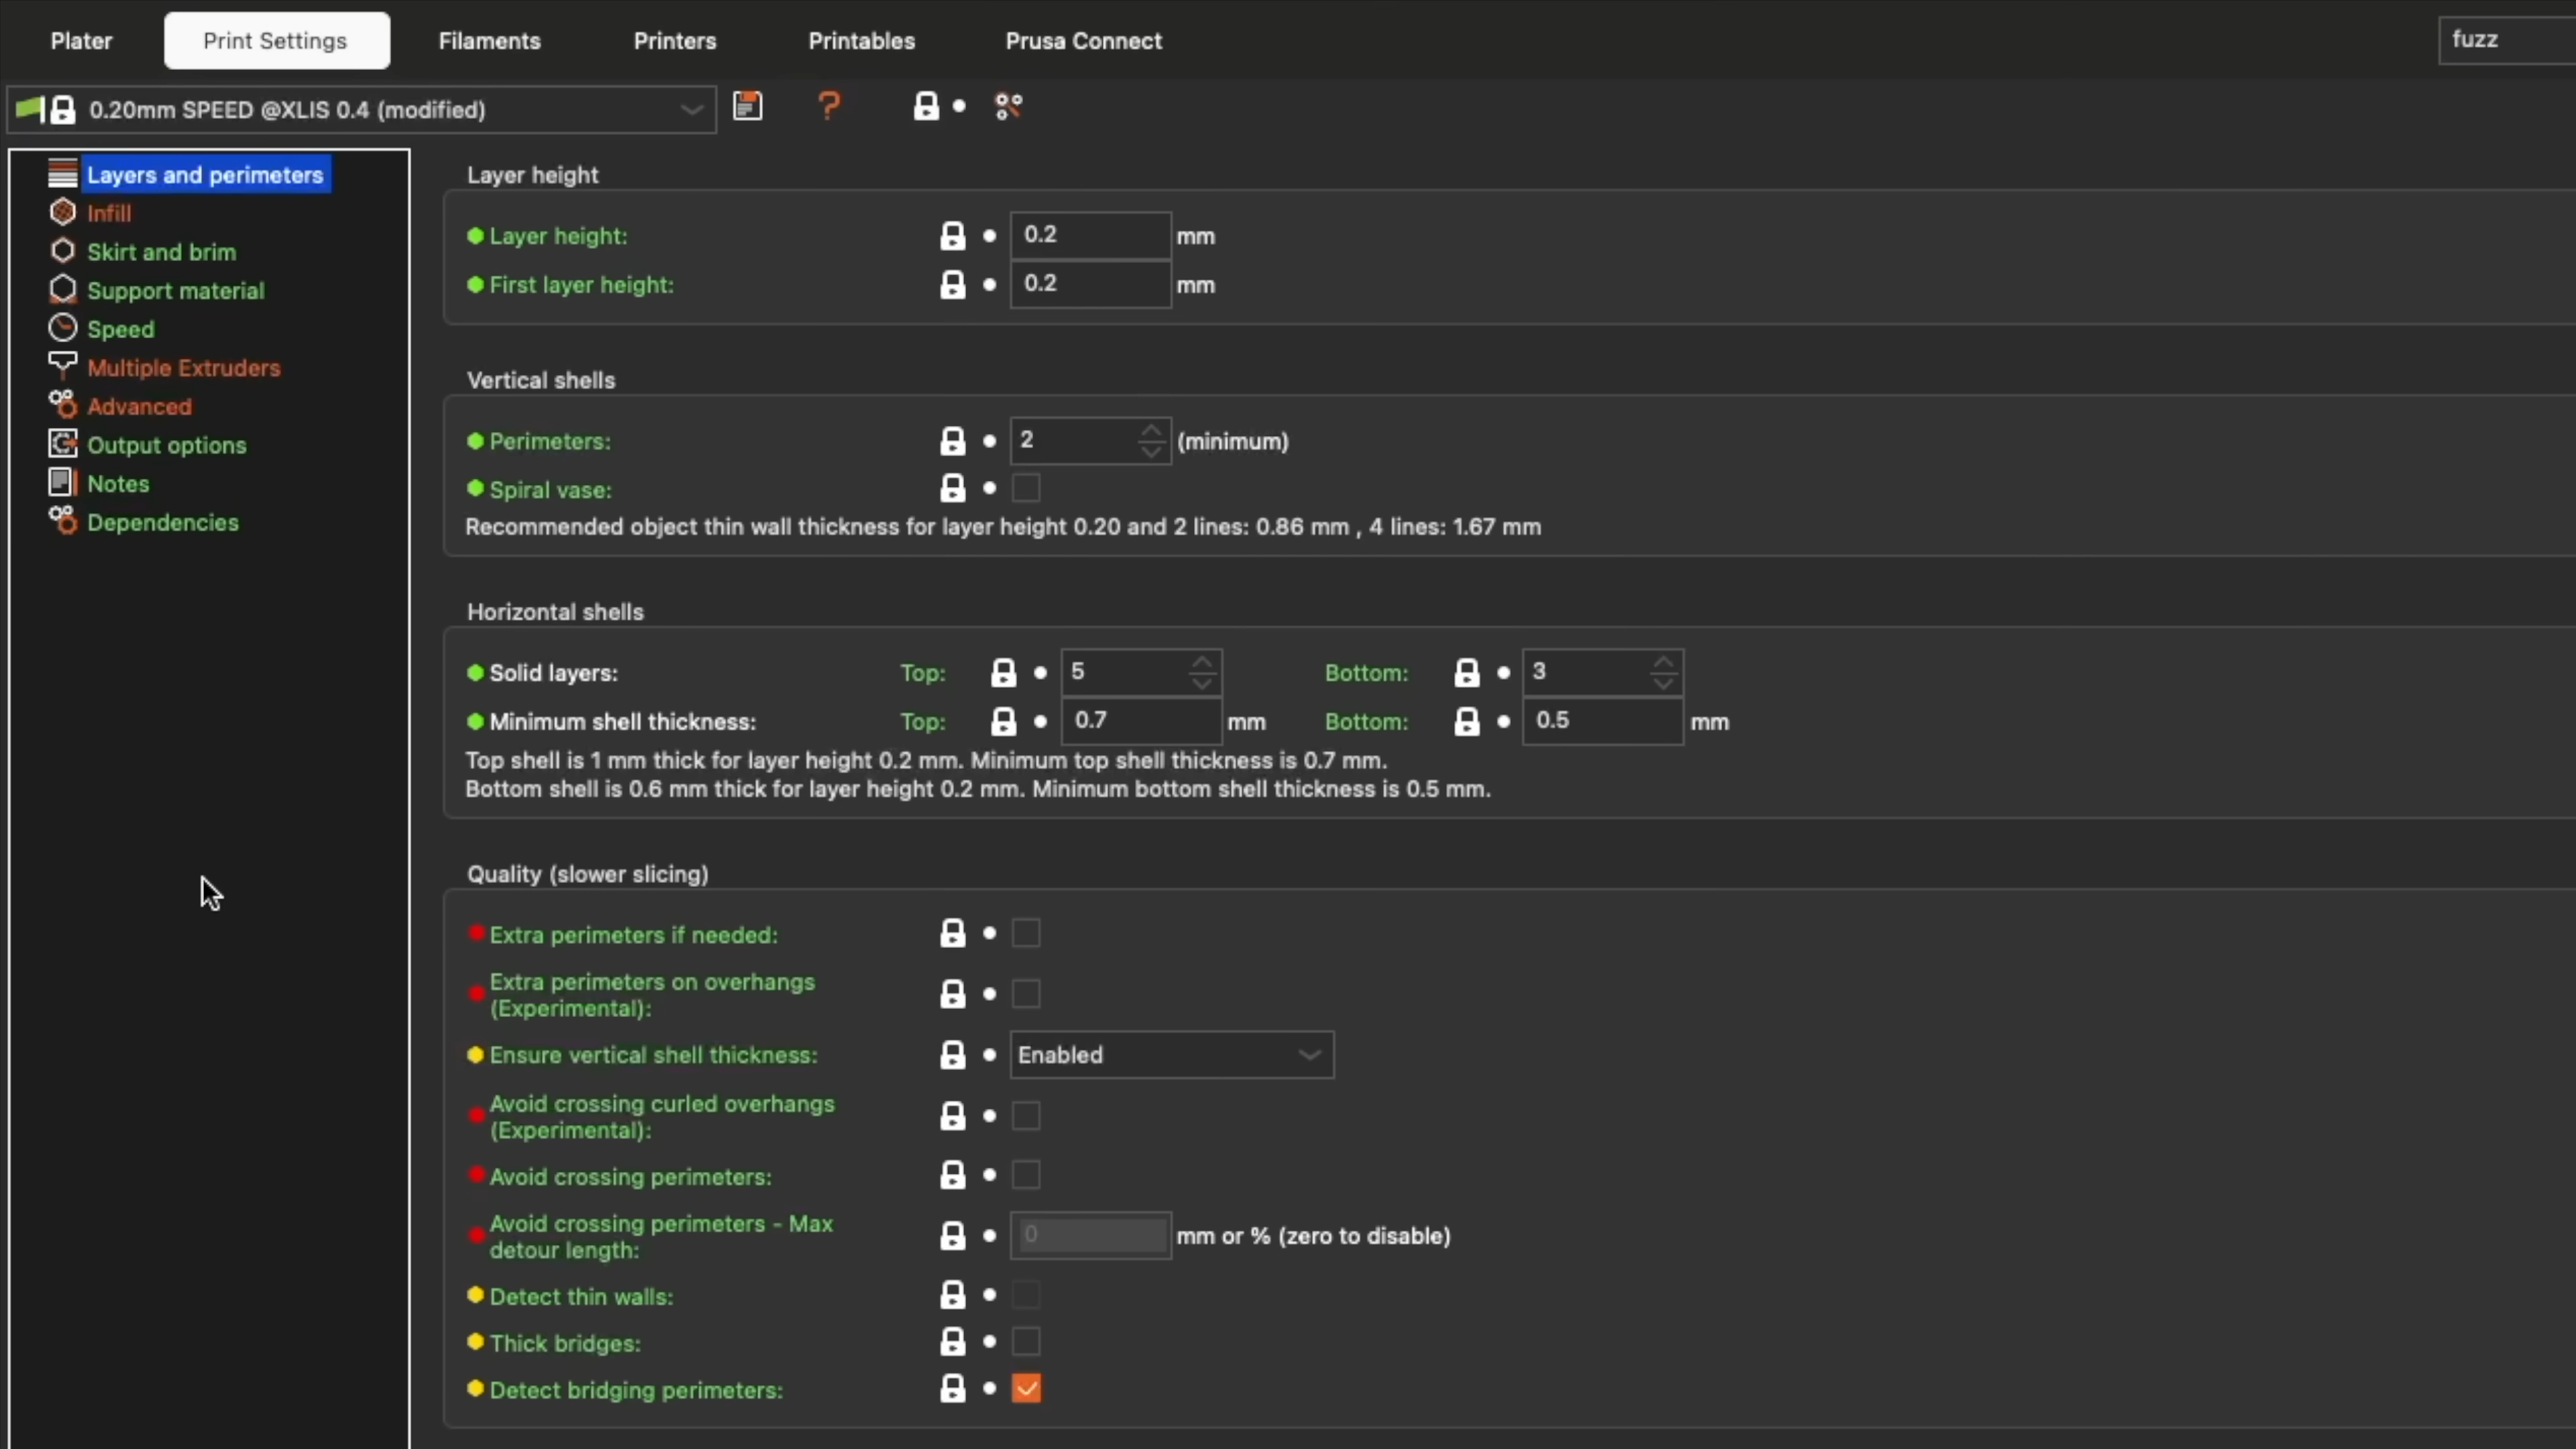 Plater Print Settings Filaments Printers Printables Prusa Connect fuzz
0.20mm SPEED @XLIS 0.4 (modified) ?
Layers and perimeters
Infill
Skirt and brim
Support material
Speed
Multiple Extruders
Advanced
Output options
Notes
Dependencies
Layer height
Layer height: 0.2 mm
First layer height: 0.2 mm
Vertical shells
Perimeters: 2 (minimum)
Spiral vase:
Recommended object thin wall thickness for layer height 0.20 and 2 lines: 0.86 mm , 4 lines: 1.67 mm
Horizontal shells
Solid layers: Top: 5 Bottom: 3
Minimum shell thickness: Top: 0.7 mm Bottom: 0.5 mm
Top shell is 1 mm thick for layer height 0.2 mm. Minimum top shell thickness is 0.7 mm.
Bottom shell is 0.6 mm thick for layer height 0.2 mm. Minimum bottom shell thickness is 0.5 mm.
Quality (slower slicing)
Extra perimeters if needed:
Extra perimeters on overhangs
(Experimental):
Ensure vertical shell thickness: Enabled
Avoid crossing curled overhangs
(Experimental):
Avoid crossing perimeters:
Avoid crossing perimeters - Max
detour length: 0 mm or % (zero to disable)
Detect thin walls:
Thick bridges:
Detect bridging perimeters: